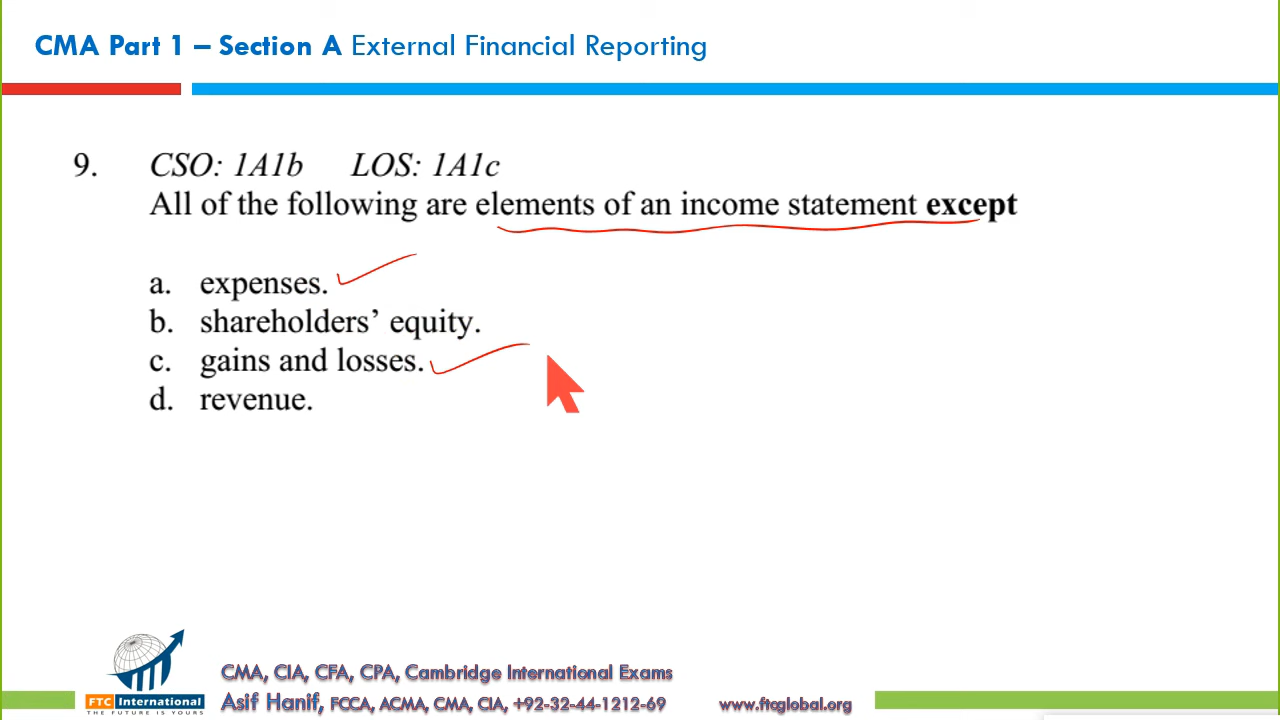 CMA Part 1 – Section A External Financial Reporting
9. CSO: 1A1b LOS: 1A1c
All of the following are elements of an income statement except
a. expenses.
b. shareholders’ equity.
c. gains and losses.
d. revenue.
FTC International
THE FUTURE IS YOURS
CMA, CIA, CFA, CPA, Cambridge International Exams
Asif Hanif, FCCA, ACMA, CMA, CIA, +92-32-44-1212-69 www.ftcglobal.org